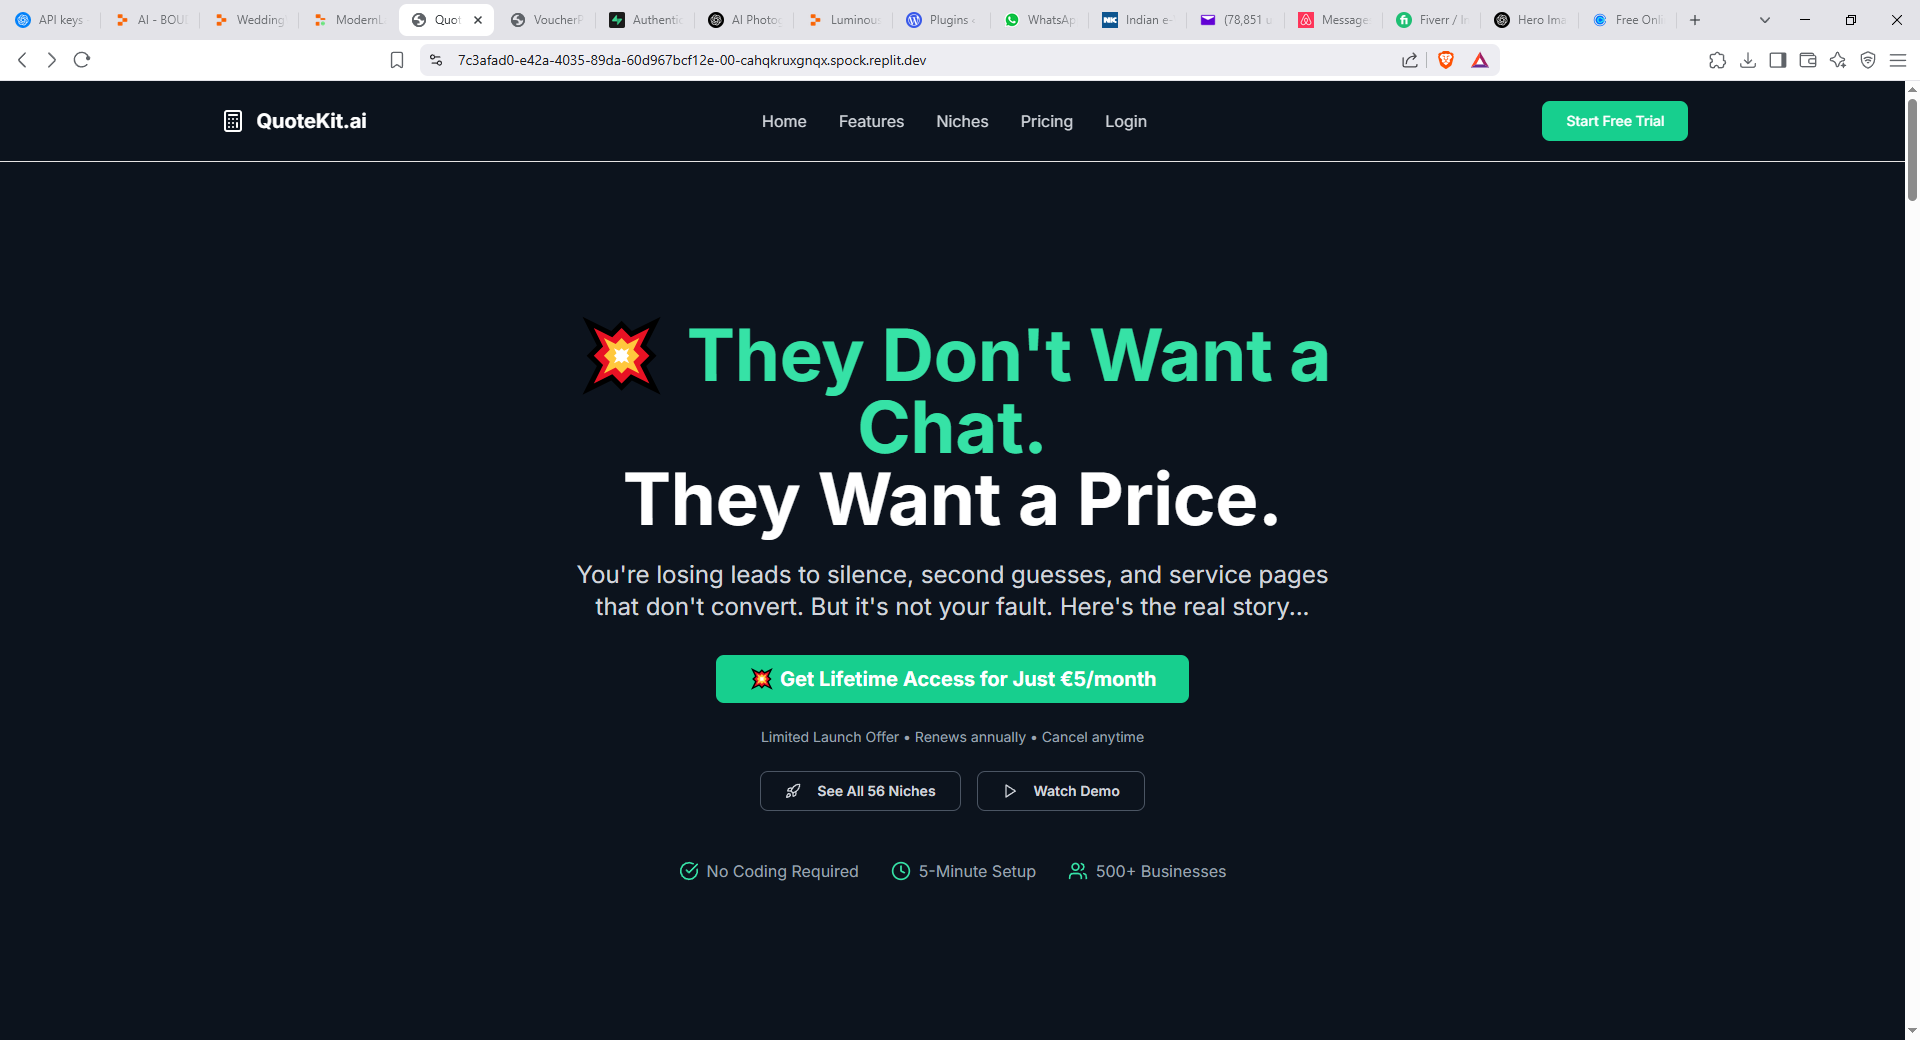 API keys
AI - BOU
Wedding
ModernL
Quot
VoucherP
Authentic
AI Photog
Luminous
Plugins
WhatsAp
Indian e-
(78,851 u
Message
Fiverr / In
Hero Ima
Free Onli
7c3afad0-e42a-4035-89da-60d967bcf12e-00-cahqkruxgnqx.spock.replit.dev
QuoteKit.ai
Home
Features
Niches
Pricing
Login
Start Free Trial
💥 They Don't Want a
Chat.
They Want a Price.
You're losing leads to silence, second guesses, and service pages
that don't convert. But it's not your fault. Here's the real story...
💥 Get Lifetime Access for Just €5/month
Limited Launch Offer • Renews annually • Cancel anytime
See All 56 Niches
Watch Demo
No Coding Required
5-Minute Setup
500+ Businesses